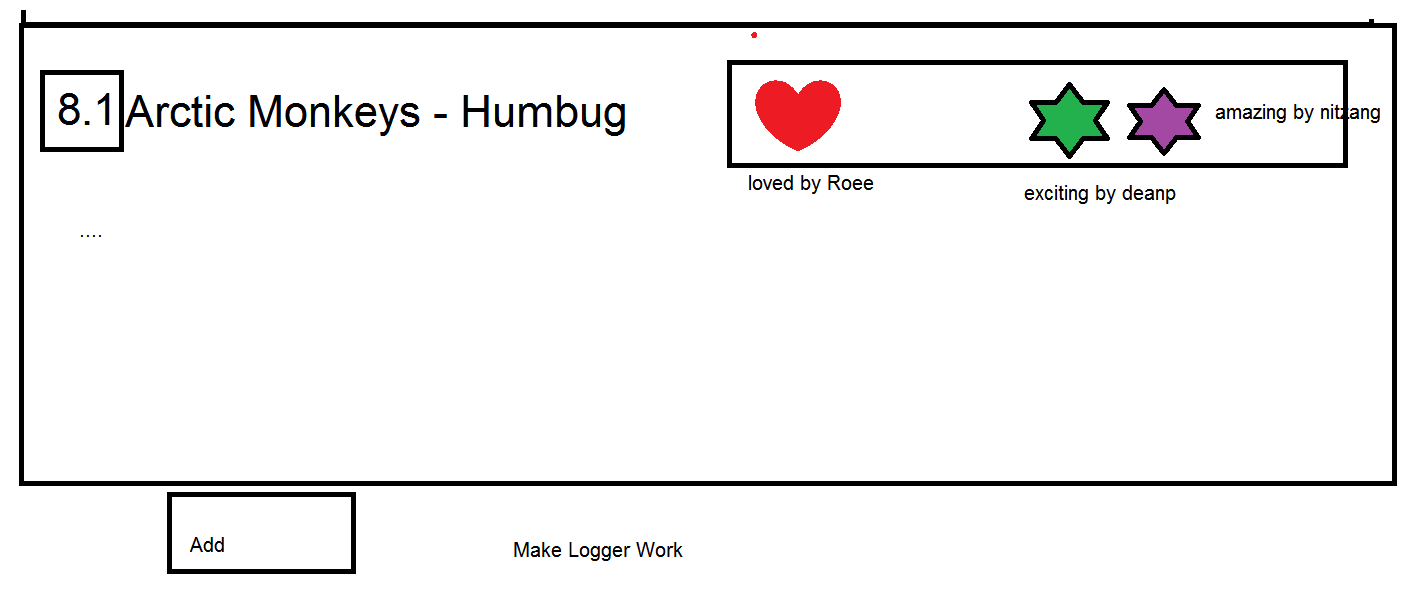 8.1 Arctic Monkeys - Humbug
amazing by nitzang
loved by Roee
exciting by deanp
....
Add
Make Logger Work